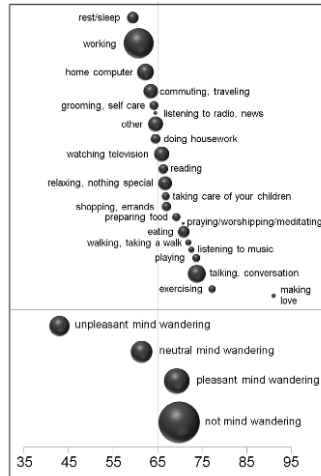 rest/sleep
working
home computer
commuting, traveling
grooming, self care
listening to radio, news
other
doing housework
watching television
reading
relaxing, nothing special
taking care of your children
shopping, errands
preparing food
praying/worshipping/meditating
eating
walking, taking a walk
listening to music
playing
talking, conversation
exercising
making
love
unpleasant mind wandering
neutral mind wandering
pleasant mind wandering
not mind wandering
35 45 55 65 75 85 95